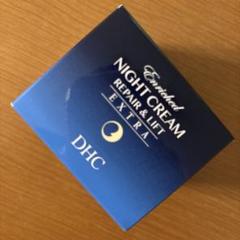 Enriched
NIGHT CREAM
REPAIR & LIFT
EXTRA
DHC